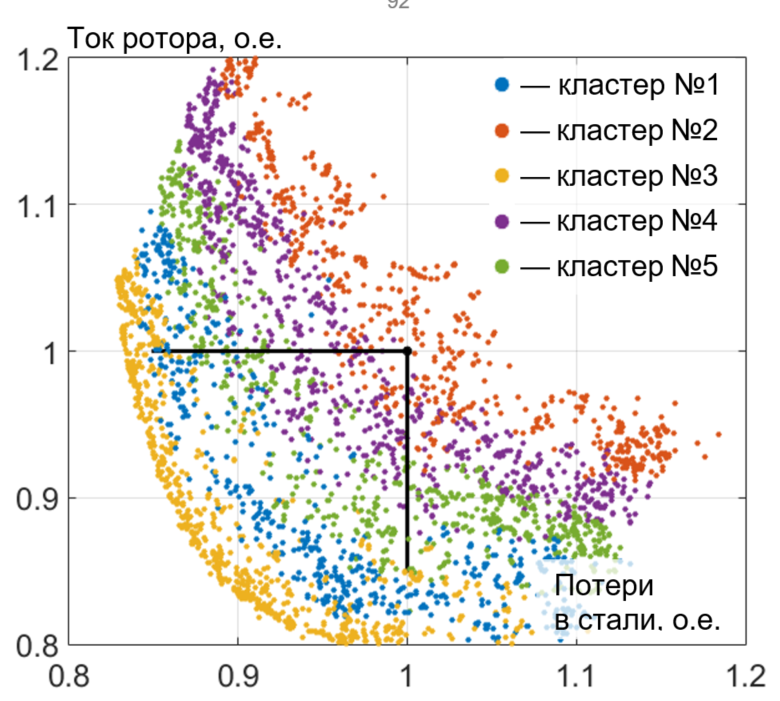 92
Ток ротора, о.е.
1.2
— кластер №1
— кластер №2
— кластер №3
1.1
— кластер №4
— кластер №5
1
0.9
Потери
в стали, о.е.
0.8
0.8 0.9 1 1.1 1.2